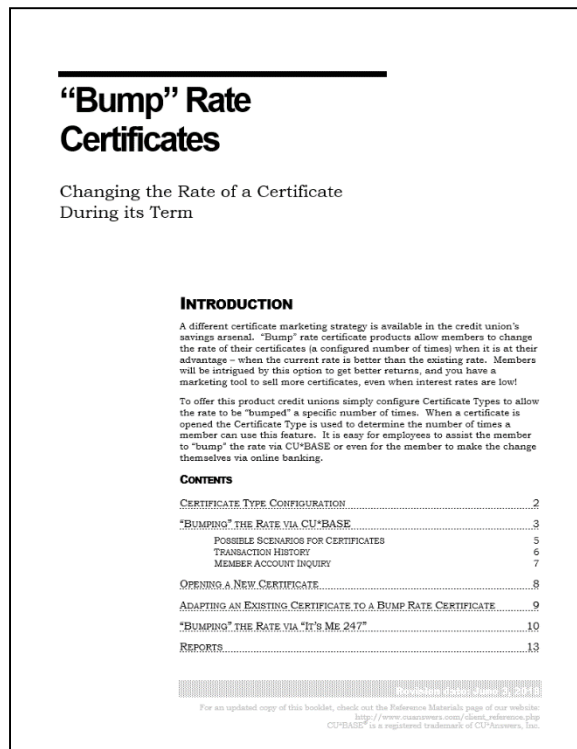 “Bump” Rate
Certificates
Changing the Rate of a Certificate
During its Term
INTRODUCTION
A different certificate marketing strategy is available in the credit union’s
savings arsenal. “Bump” rate certificate products allow members to change
the rate of their certificates (a configured number of times) when it is at their
advantage – when the current rate is better than the existing rate. Members
will be intrigued by this option to get better returns, and you have a
marketing tool to sell more certificates, even when interest rates are low!
To offer this product credit unions simply configure Certificate Types to allow
the rate to be “bumped” a specific number of times. When a certificate is
opened the Certificate Type is used to determine the number of times a
member can use this feature. It is easy for employees to assist the member
to “bump” the rate via CU*BASE or even for the member to make the change
themselves via online banking.
CONTENTS
CERTIFICATE TYPE CONFIGURATION 2
“BUMPING” THE RATE VIA CU*BASE 3
POSSIBLE SCENARIOS FOR CERTIFICATES 5
TRANSACTION HISTORY 6
MEMBER ACCOUNT INQUIRY 7
OPENING A NEW CERTIFICATE 8
ADAPTING AN EXISTING CERTIFICATE TO A BUMP RATE CERTIFICATE 9
“BUMPING” THE RATE VIA “IT’S ME 247” 10
REPORTS 13
Revision date: June 3, 2010
For an updated copy of this booklet, check out the Reference Materials page of our website:
http://www.cuanswers.com/client_reference.php
CU*BASE® is a registered trademark of CU*Answers, Inc.